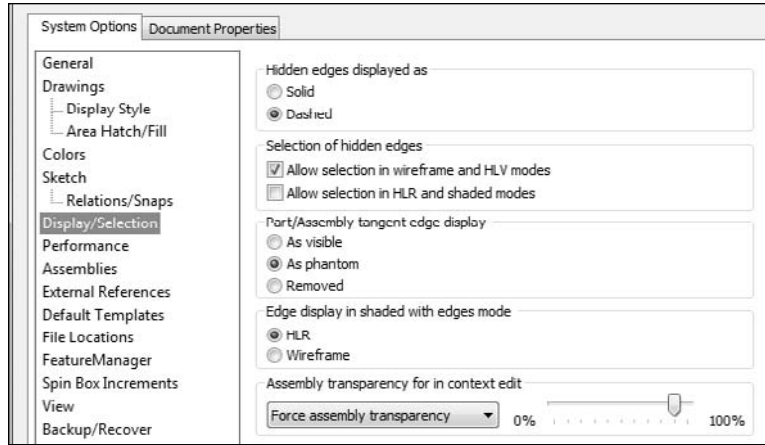 System Options
Document Properties
General
Drawings
Display Style
Area Hatch/Fill
Colors
Sketch
Relations/Snaps
Display/Selection
Performance
Assemblies
External References
Default Templates
File Locations
FeatureManager
Spin Box Increments
View
Backup/Recover
Hidden edges displayed as
Solid
Dashed
Selection of hidden edges
Allow selection in wireframe and HLV modes
Allow selection in HLR and shaded modes
Part/Assembly tangent edge display
As visible
As phantom
Removed
Edge display in shaded with edges mode
HLR
Wireframe
Assembly transparency for in context edit
Force assembly transparency 0% 100%